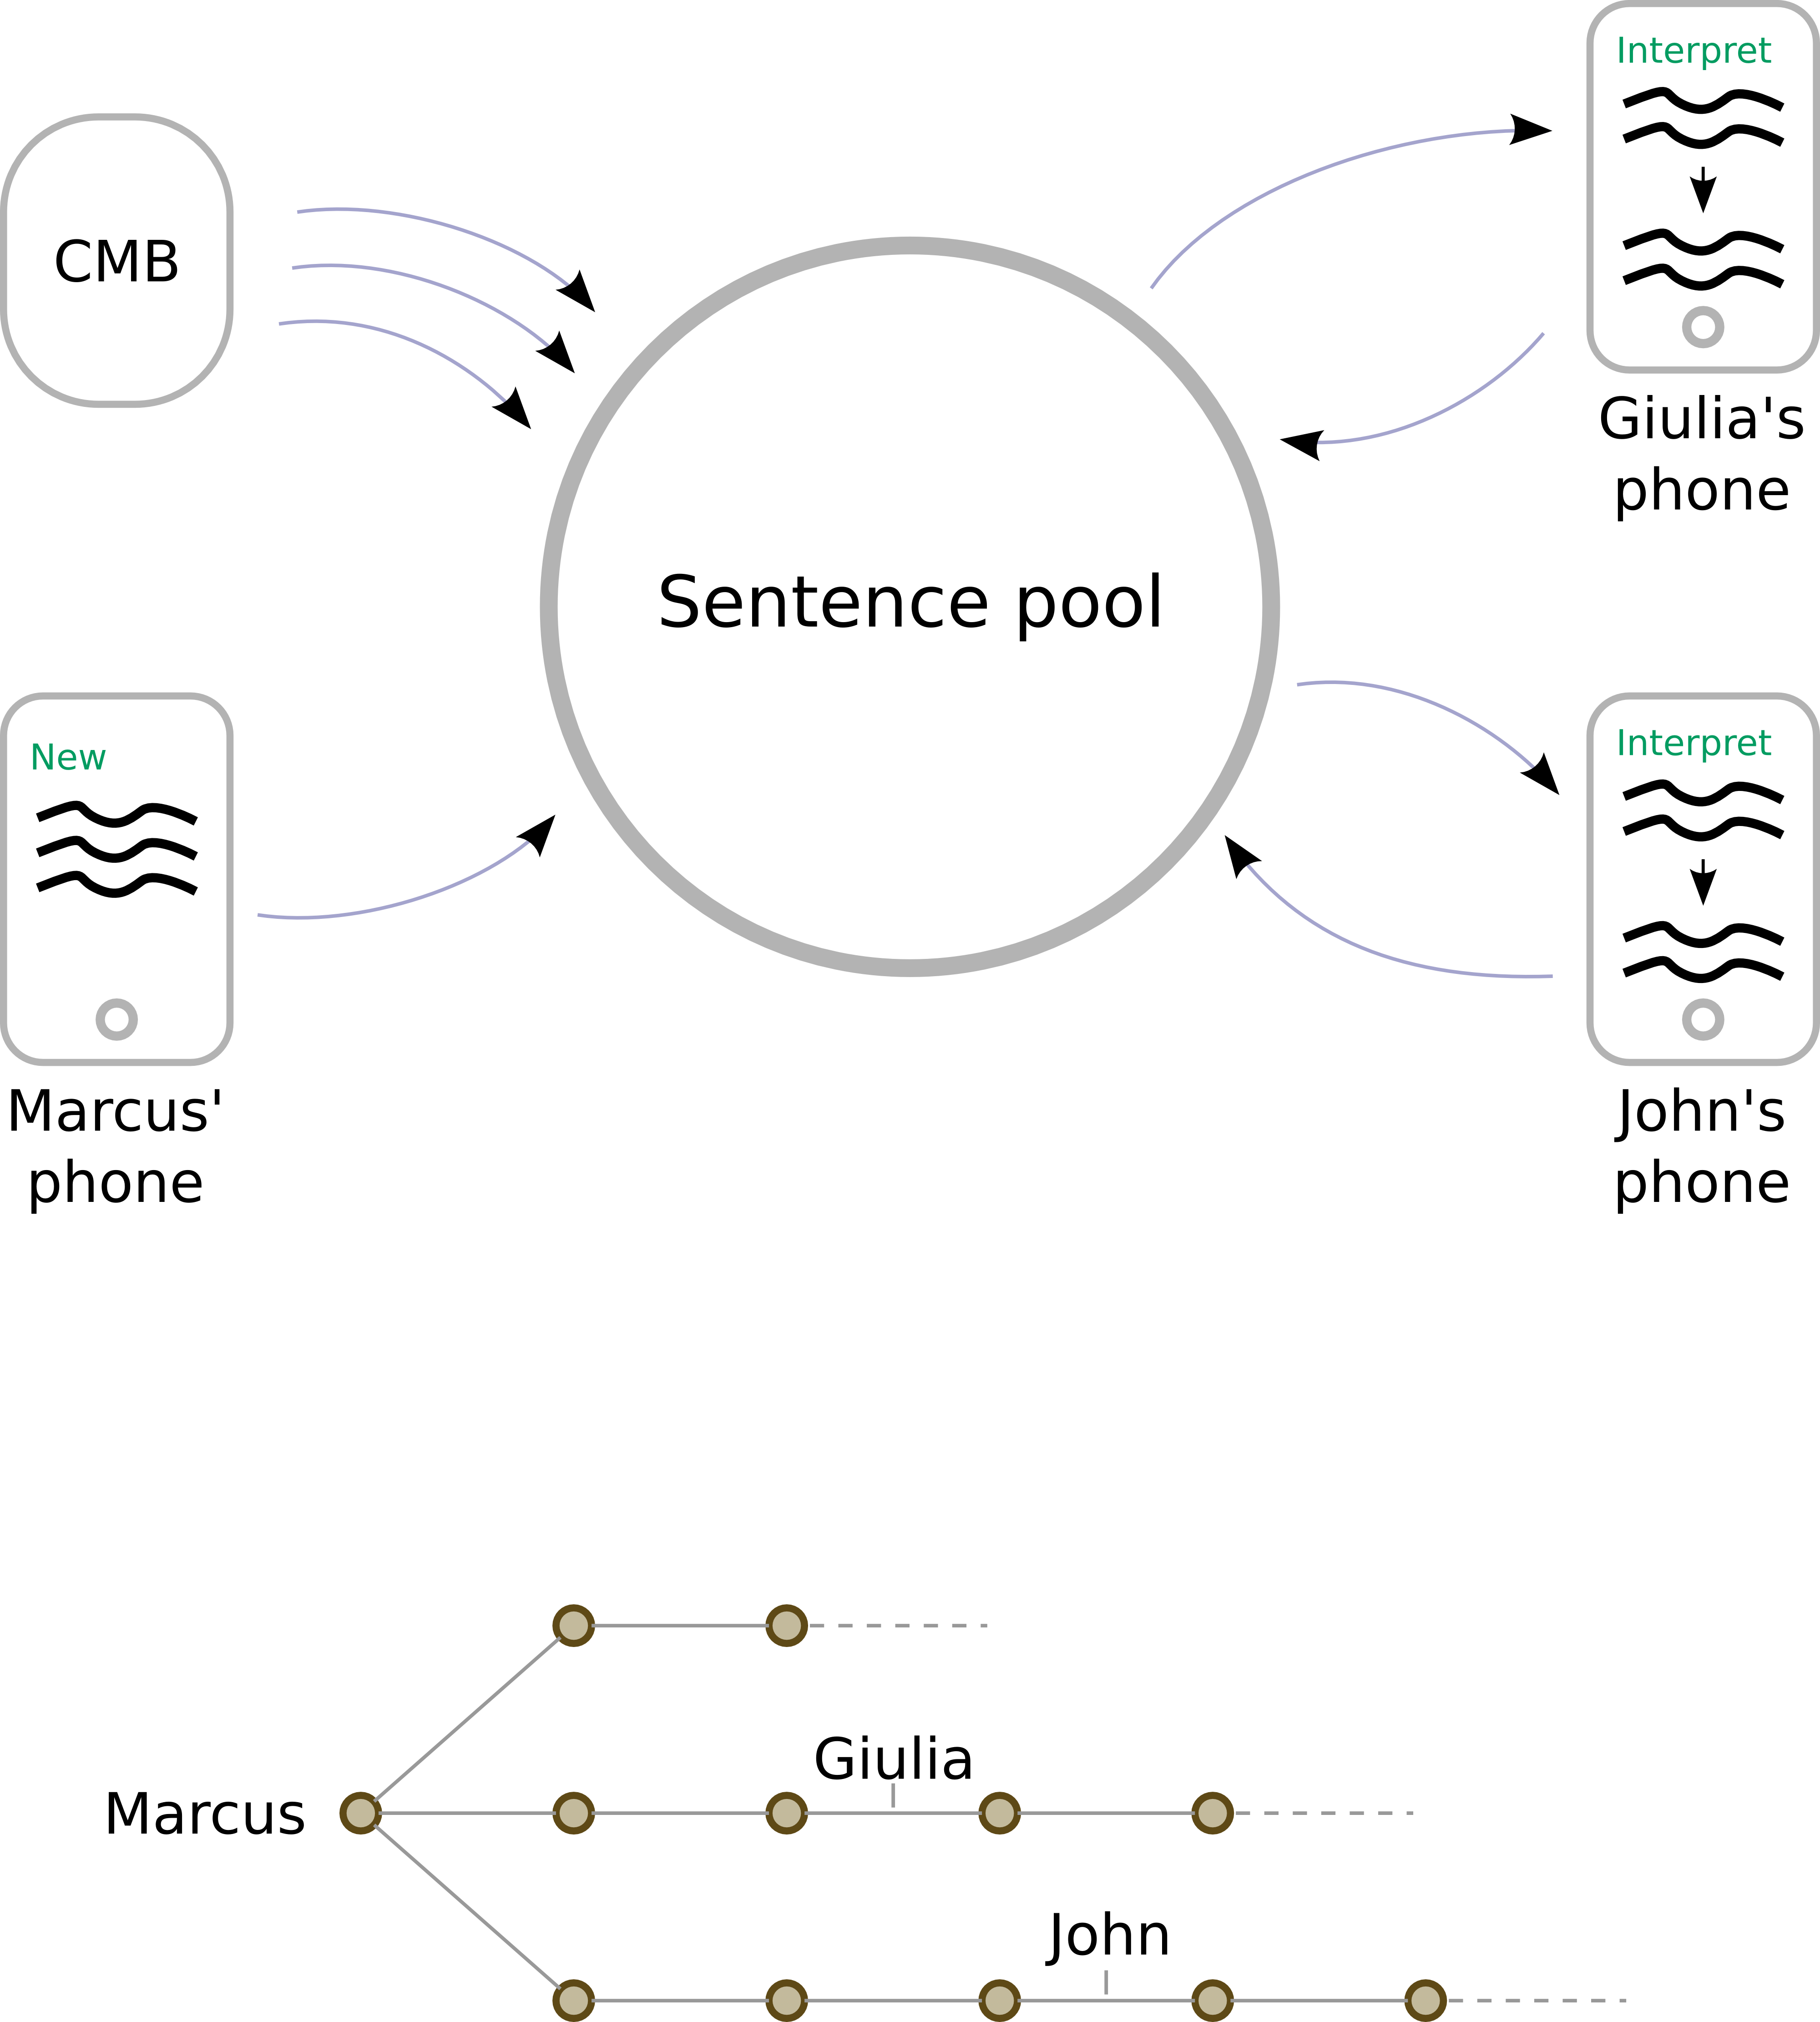 Interpret
CMB
Giulia's
phone
Sentence pool
New
Interpret
Marcus'
phone
John's
phone
Giulia
Marcus
John